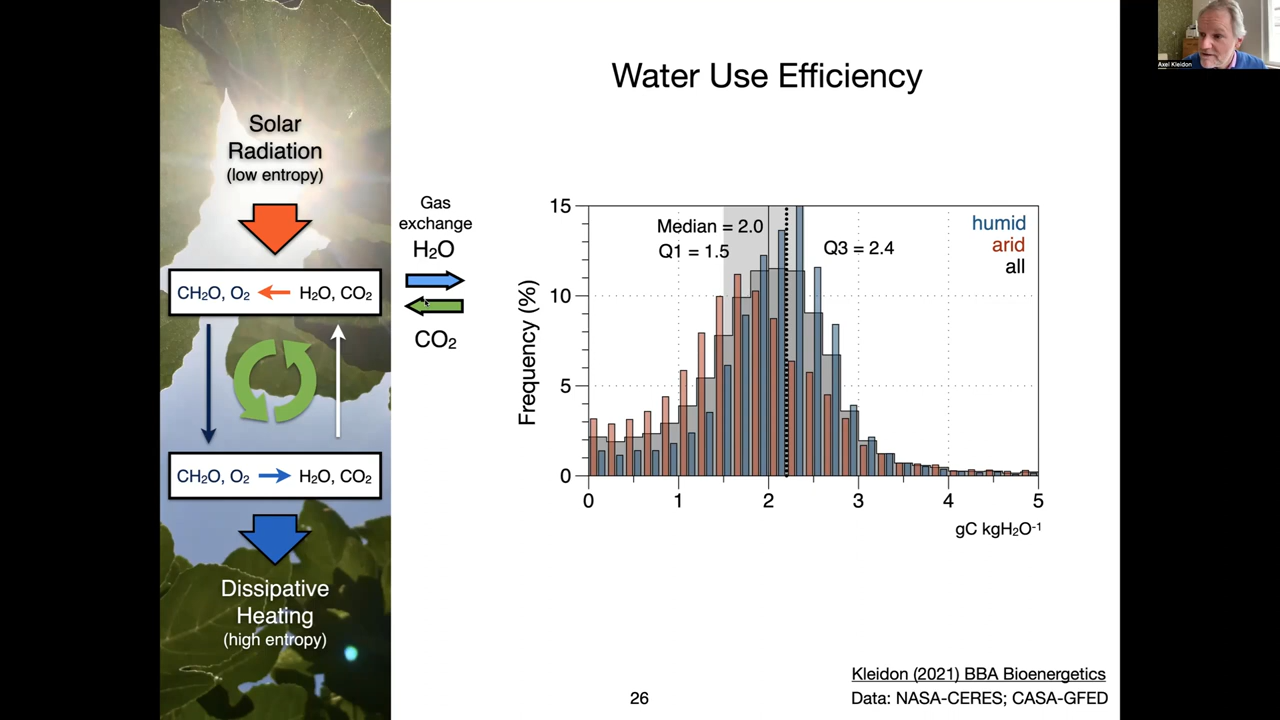 Water Use Efficiency
Solar
Radiation
(low entropy)
CH₂O, O₂
H₂O, CO₂
CH₂O, O₂
H₂O, CO₂
Dissipative
Heating
(high entropy)
Gas
exchange
H₂O
CO₂
15
10
5
0
Frequency (%)
Median = 2.0
Q1 = 1.5
Q3 = 2.4
humid
arid
all
0 1 2 3 4 5
gC kgH₂O⁻¹
Kleidon (2021) BBA Bioenergetics
26
Data: NASA-CERES; CASA-GFED
Axel Kleidon